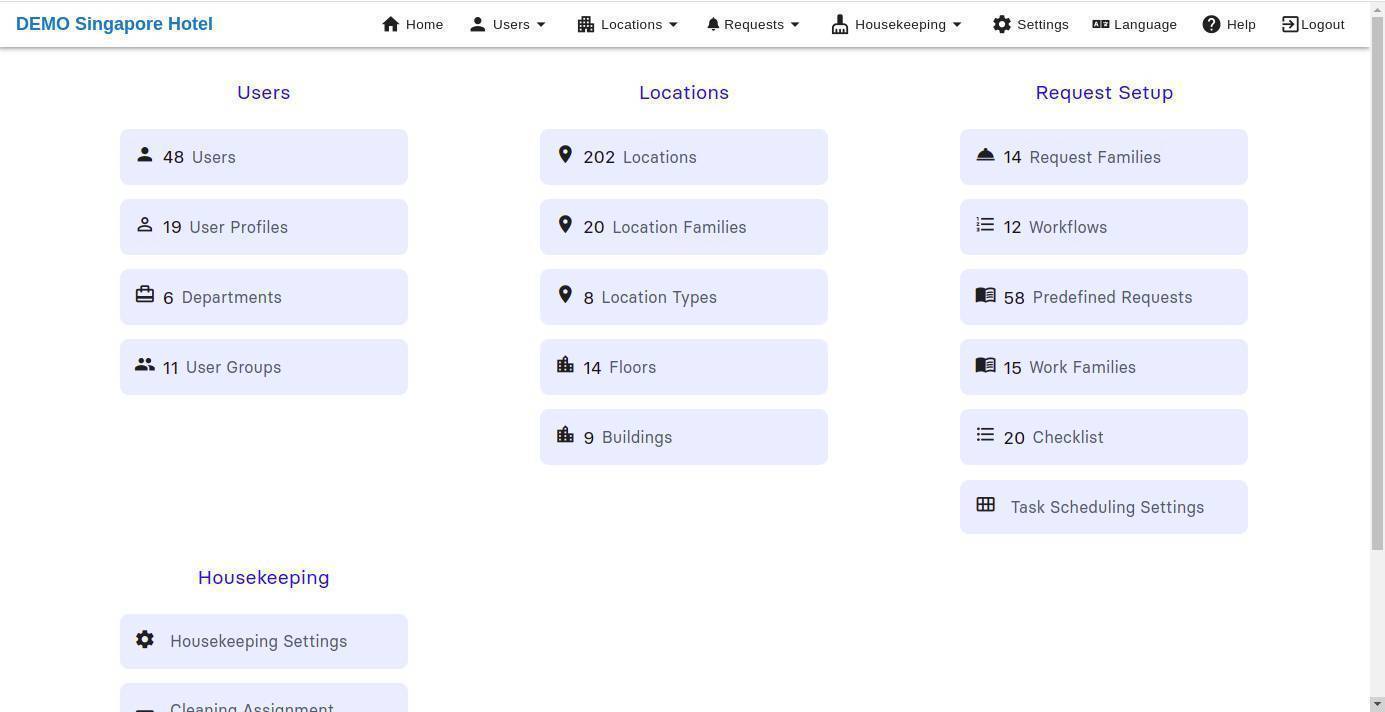 DEMO Singapore Hotel
Home
Users
Locations
Requests
Housekeeping
Settings
Language
Help
Logout
Users
48 Users
19 User Profiles
6 Departments
11 User Groups
Locations
202 Locations
20 Location Families
8 Location Types
14 Floors
9 Buildings
Request Setup
14 Request Families
12 Workflows
58 Predefined Requests
15 Work Families
20 Checklist
Task Scheduling Settings
Housekeeping
Housekeeping Settings
Cleaning Assignment